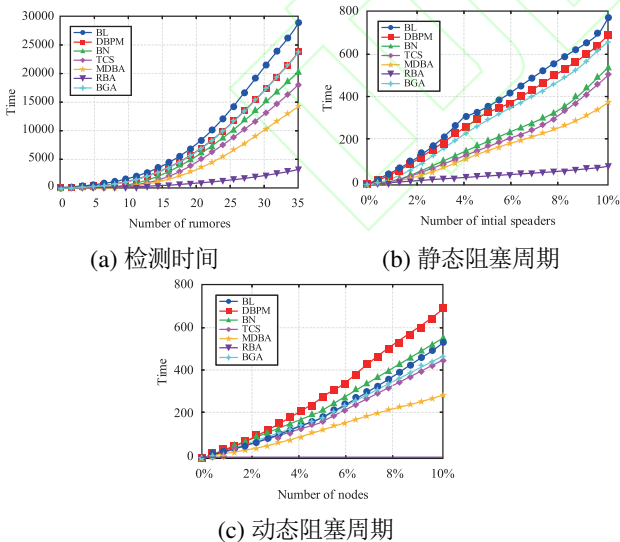 30000
25000
20000
15000
10000
5000
0
Time
BL
DBPM
BN
TCS
MDBA
RBA
BGA
0 5 10 15 20 25 30 35
Number of rumores
(a) 检测时间
800
600
400
200
0
Time
BL
DBPM
BN
TCS
MDBA
RBA
BGA
0% 2% 4% 6% 8% 10%
Number of intial speaders
(b) 静态阻塞周期
800
600
400
200
0
Time
BL
DBPM
BN
TCS
MDBA
RBA
BGA
0% 2% 4% 6% 8% 10%
Number of nodes
(c) 动态阻塞周期